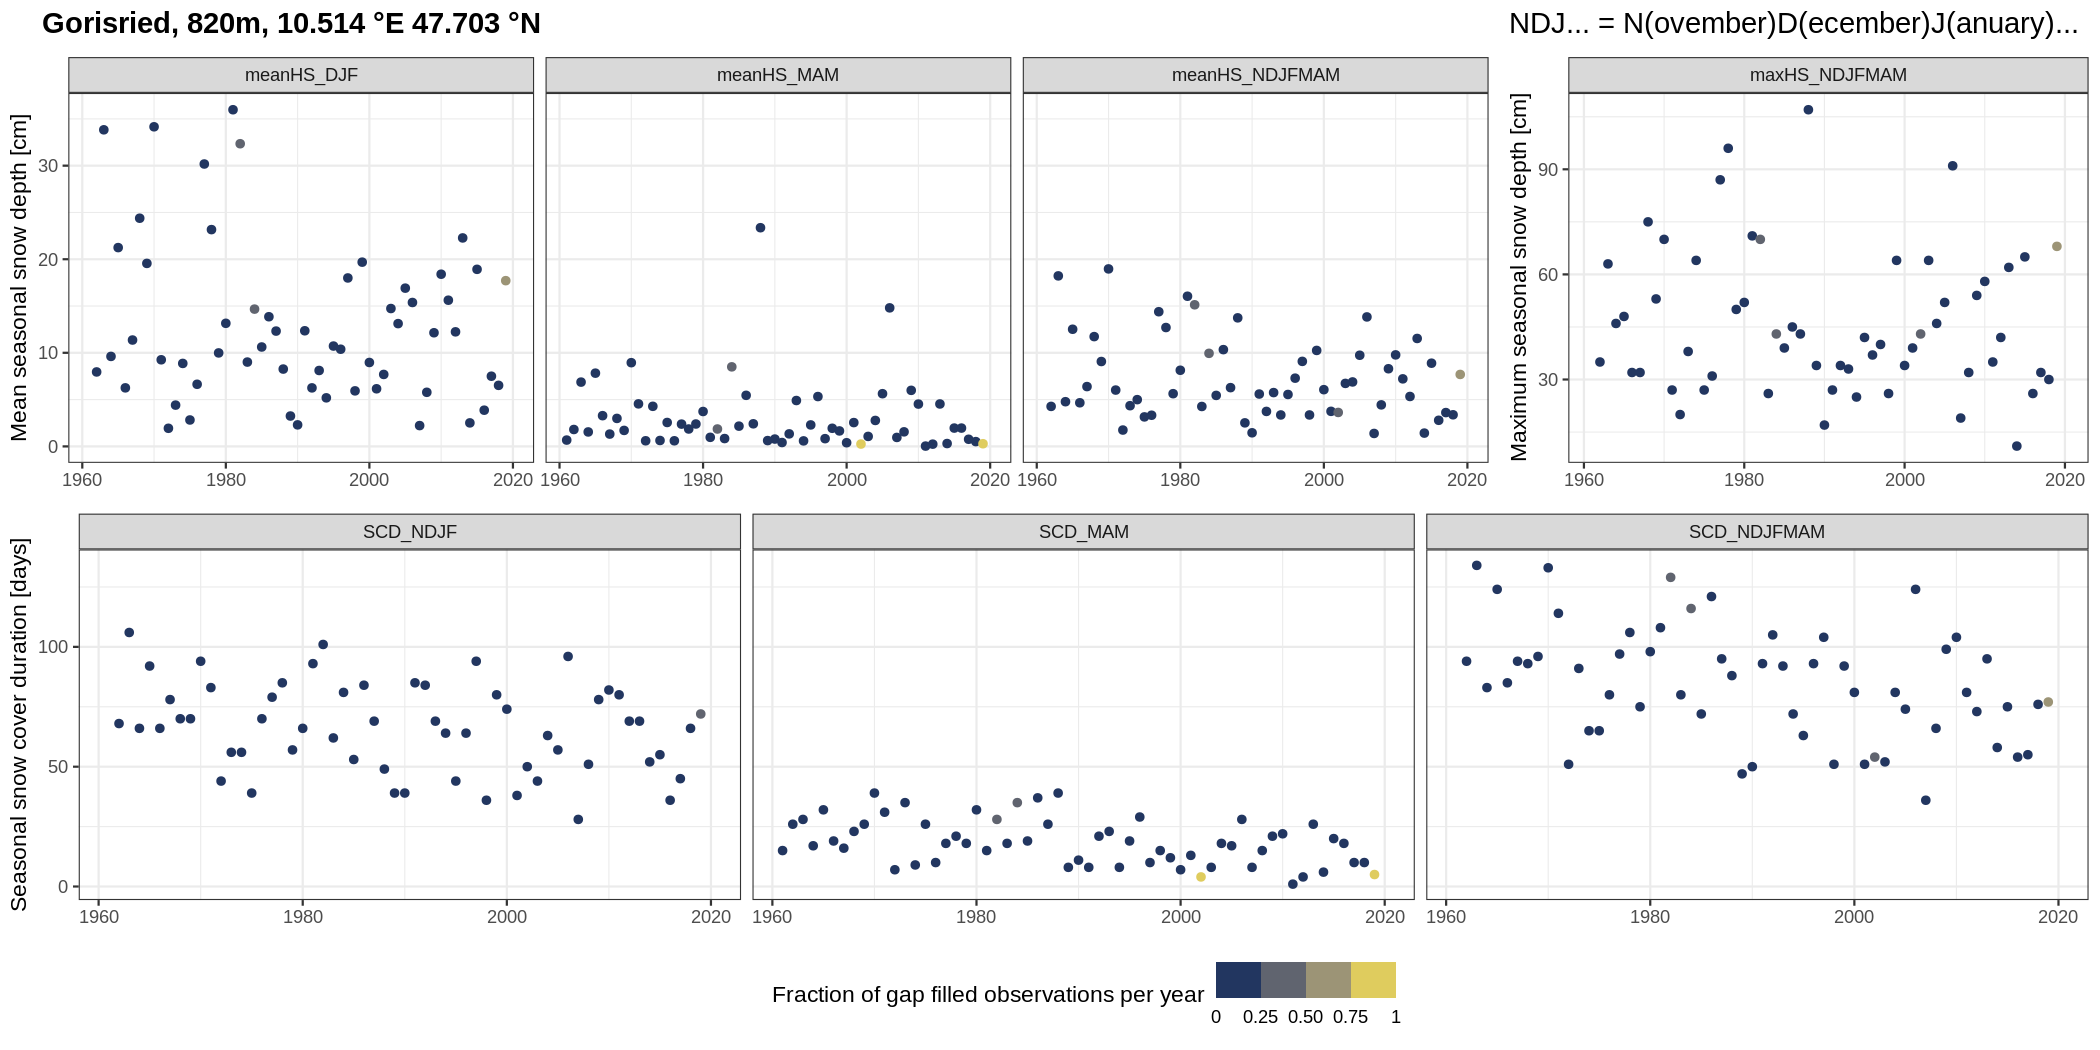 Gorisried, 820m, 10.514 °E 47.703 °N
NDJ... = N(ovember)D(ecember)J(anuary)...
meanHS_DJF
meanHS_MAM
meanHS_NDJFMAM
maxHS_NDJFMAM
Mean seasonal snow depth [cm]
30
20
10
0
1960 1980 2000 2020
1960 1980 2000 2020
1960 1980 2000 2020
Maximum seasonal snow depth [cm]
90
60
30
1960 1980 2000 2020
SCD_NDJF
SCD_MAM
SCD_NDJFMAM
Seasonal snow cover duration [days]
100
50
0
1960 1980 2000 2020
1960 1980 2000 2020
1960 1980 2000 2020
Fraction of gap filled observations per year
0 0.25 0.50 0.75 1